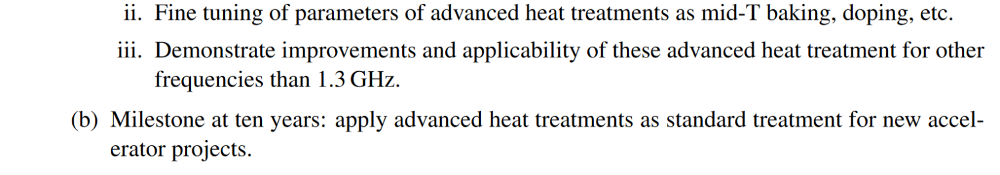 ii. Fine tuning of parameters of advanced heat treatments as mid-T baking, doping, etc.
iii. Demonstrate improvements and applicability of these advanced heat treatment for other
frequencies than 1.3 GHz.
(b) Milestone at ten years: apply advanced heat treatments as standard treatment for new accel-
erator projects.